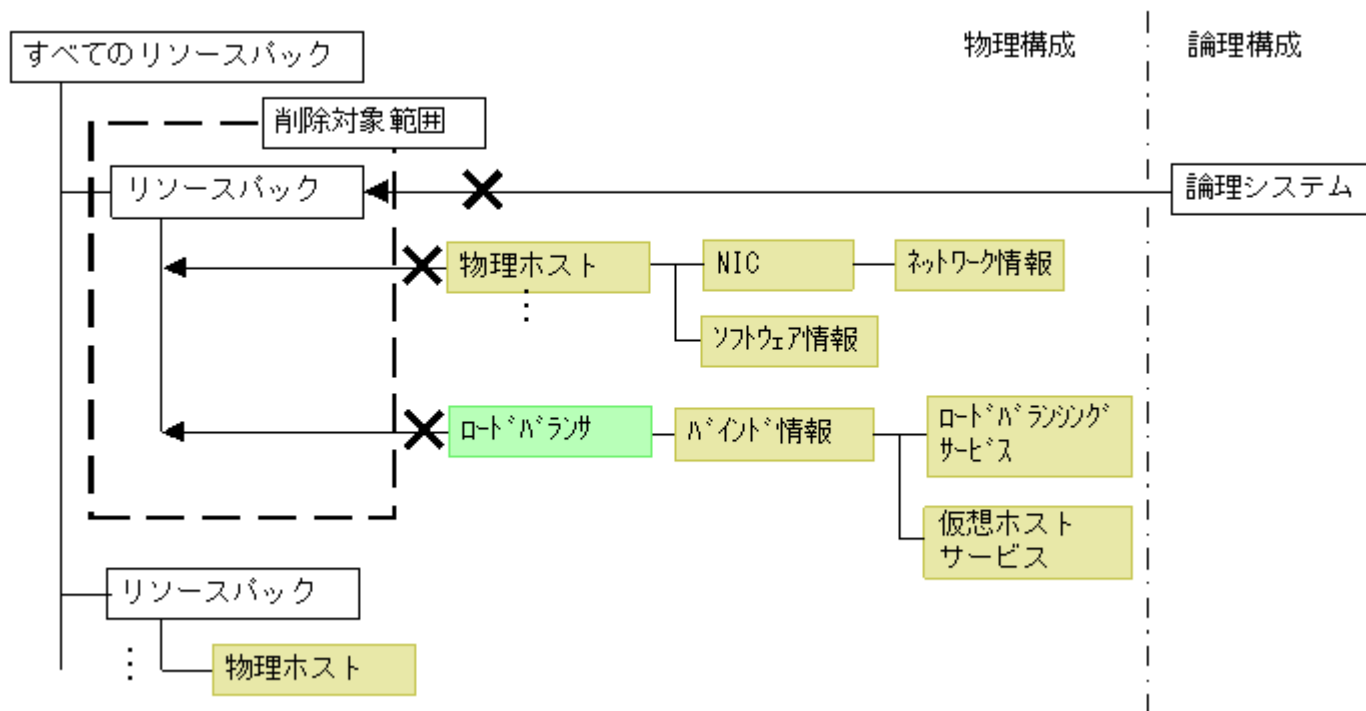 物理構成
論理構成
すべてのリソースパック
削除対象範囲
リソースパック
論理システム
物理ホスト
NIC
ﾈｯﾄﾜｰｸ情報
⋮
ｿﾌﾄｳｪｱ情報
ﾛｰﾄﾞﾊﾞﾗﾝｻ
ﾊﾞｲﾝﾄﾞ情報
ﾛｰﾄﾞﾊﾞﾗﾝｼﾝｸﾞ
ｻｰﾋﾞｽ
仮想ホスト
サービス
リソースパック
⋮
物理ホスト